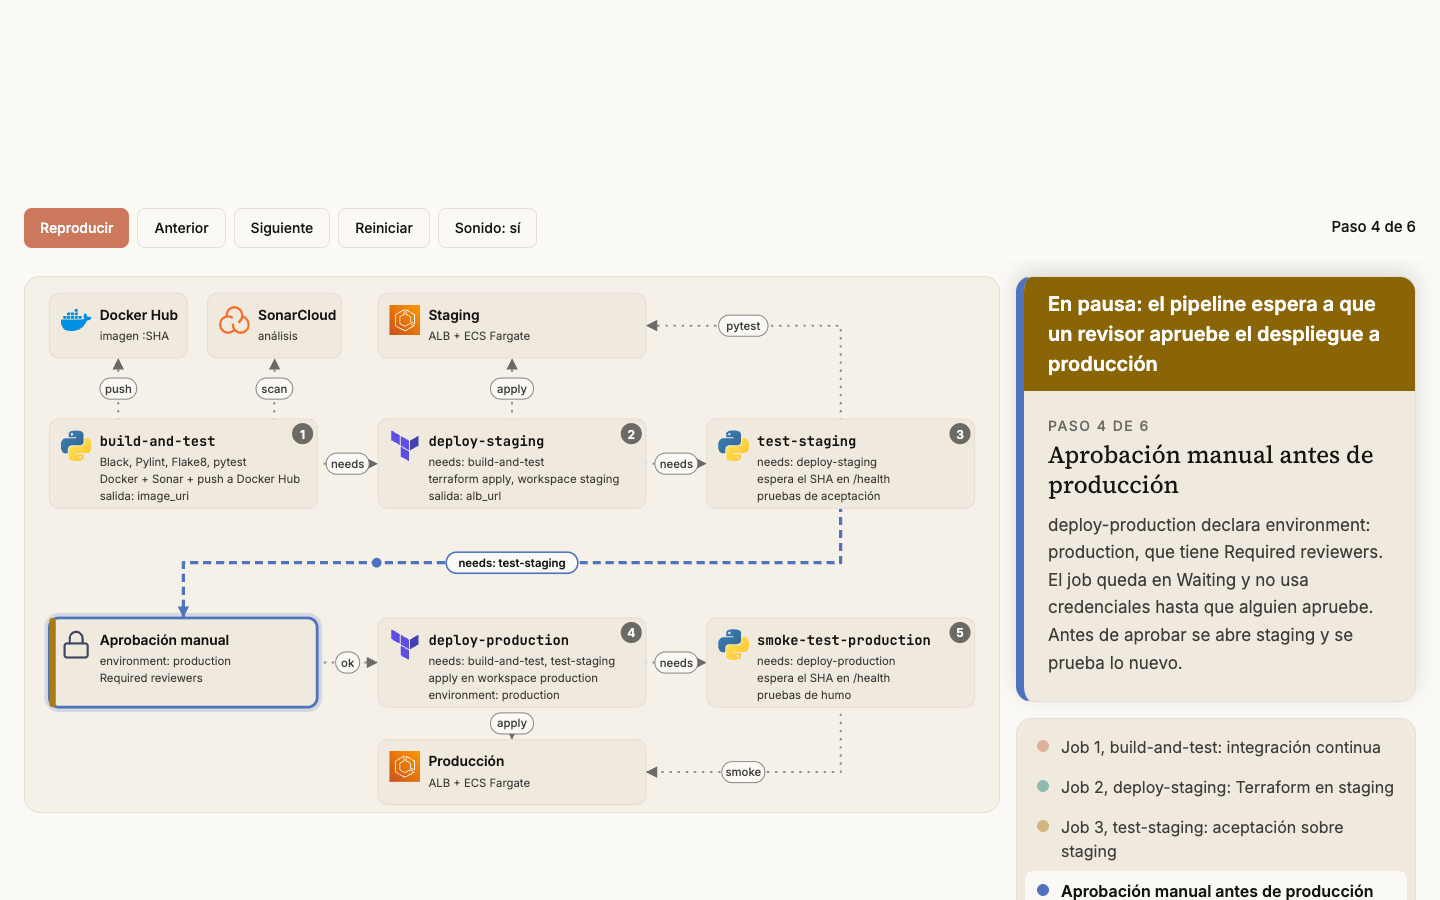 Reproducir
Anterior
Siguiente
Reiniciar
Sonido: sí
Paso 4 de 6
Docker Hub
imagen :SHA
SonarCloud
análisis
Staging
ALB + ECS Fargate
pytest
push
scan
apply
build-and-test
1
Black, Pylint, Flake8, pytest
Docker + Sonar + push a Docker Hub
salida: image_uri
needs
deploy-staging
2
needs: build-and-test
terraform apply, workspace staging
salida: alb_url
needs
test-staging
3
needs: deploy-staging
espera el SHA en /health
pruebas de aceptación
needs: test-staging
Aprobación manual
environment: production
Required reviewers
ok
deploy-production
4
needs: build-and-test, test-staging
apply en workspace production
environment: production
needs
smoke-test-production
5
needs: deploy-production
espera el SHA en /health
pruebas de humo
apply
Producción
ALB + ECS Fargate
smoke
En pausa: el pipeline espera a que
un revisor apruebe el despliegue a
producción
PASO 4 DE 6
Aprobación manual antes de
producción
deploy-production declara environment:
production, que tiene Required reviewers.
El job queda en Waiting y no usa
credenciales hasta que alguien apruebe.
Antes de aprobar se abre staging y se
prueba lo nuevo.
Job 1, build-and-test: integración continua
Job 2, deploy-staging: Terraform en staging
Job 3, test-staging: aceptación sobre
staging
Aprobación manual antes de producción